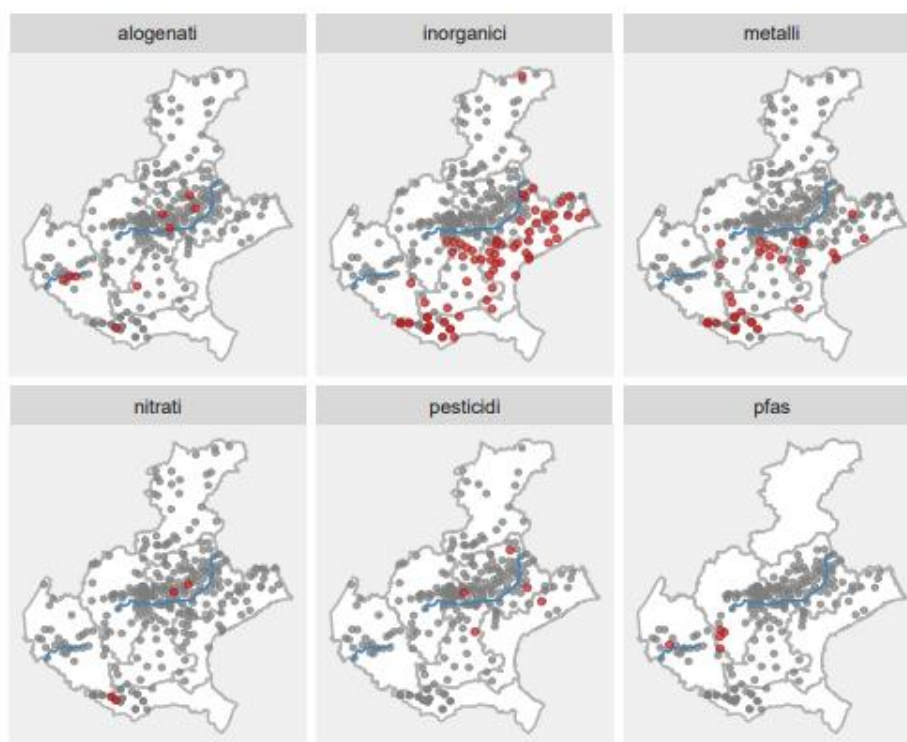 alogenati
inorganici
metalli
nitrati
pesticidi
pfas